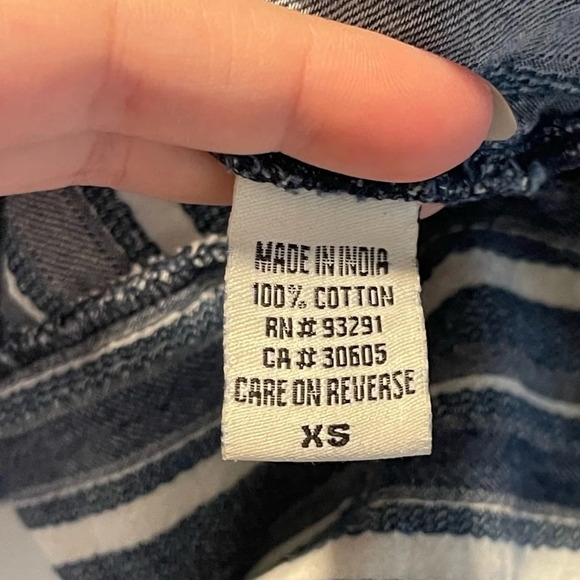 MADE IN INDIA
100% COTTON
RN# 93291
CA# 30605
CARE ON REVERSE
XS